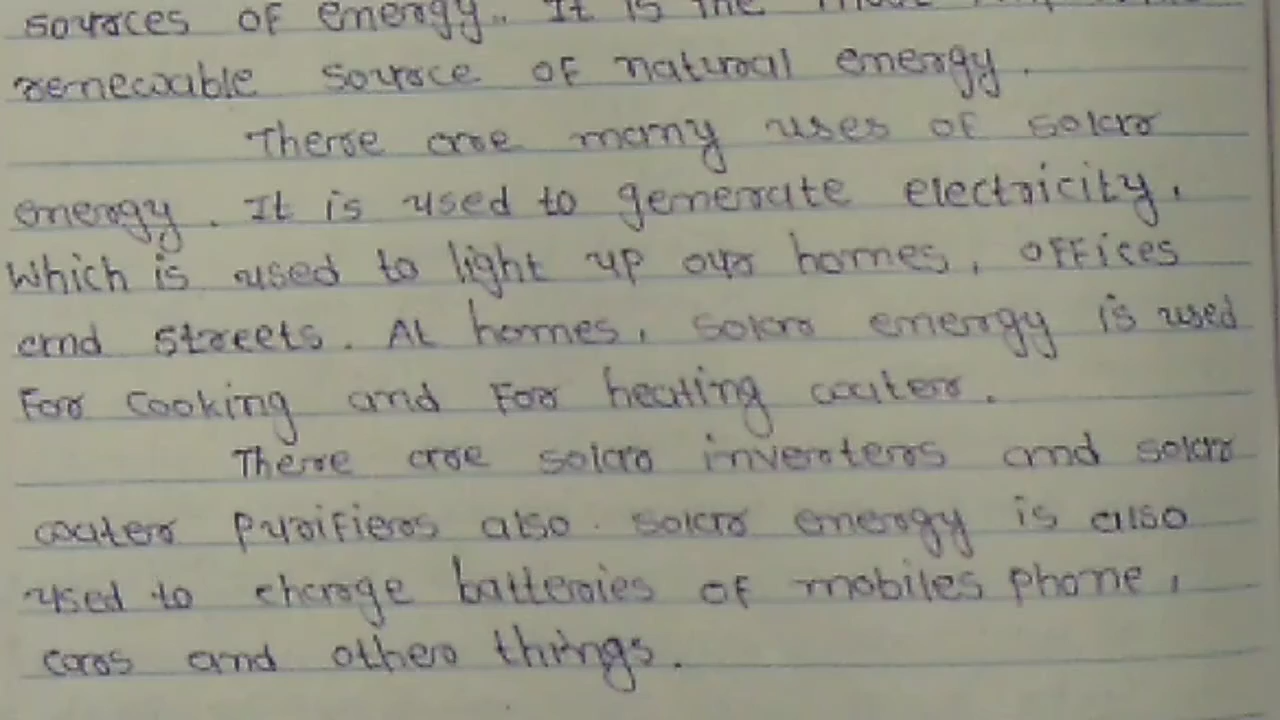 sources of energy. It is the most
renewable source of natural energy.
There are many uses of solar
energy. It is used to generate electricity,
which is used to light up our homes, offices
and streets. At homes, solar energy is used
for cooking and for heating water.
There are solar inverters and solar
water purifiers also. solar energy is also
used to charge batteries of mobiles phone,
cars and other things.